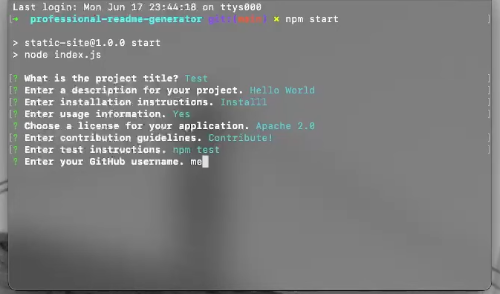 Last login: Mon Jun 17 23:44:18 on ttys000
[➜ professional-readme-generator git:(main) ✖ npm start ]
> static-site@1.0.0 start
> node index.js
[? What is the project title? Test ]
[? Enter a description for your project. Hello World ]
[? Enter installation instructions. Installl ]
[? Enter usage information. Yes ]
? Choose a license for your application. Apache 2.0
[? Enter contribution guidelines. Contribute! ]
[? Enter test instructions. npm test ]
? Enter your GitHub username. me